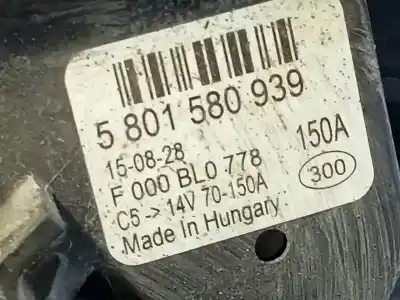 5 801 580 939
15-08-28
F 000 BL0 778 150A
C5 -> 14V 70-150A 300
Made in Hungary